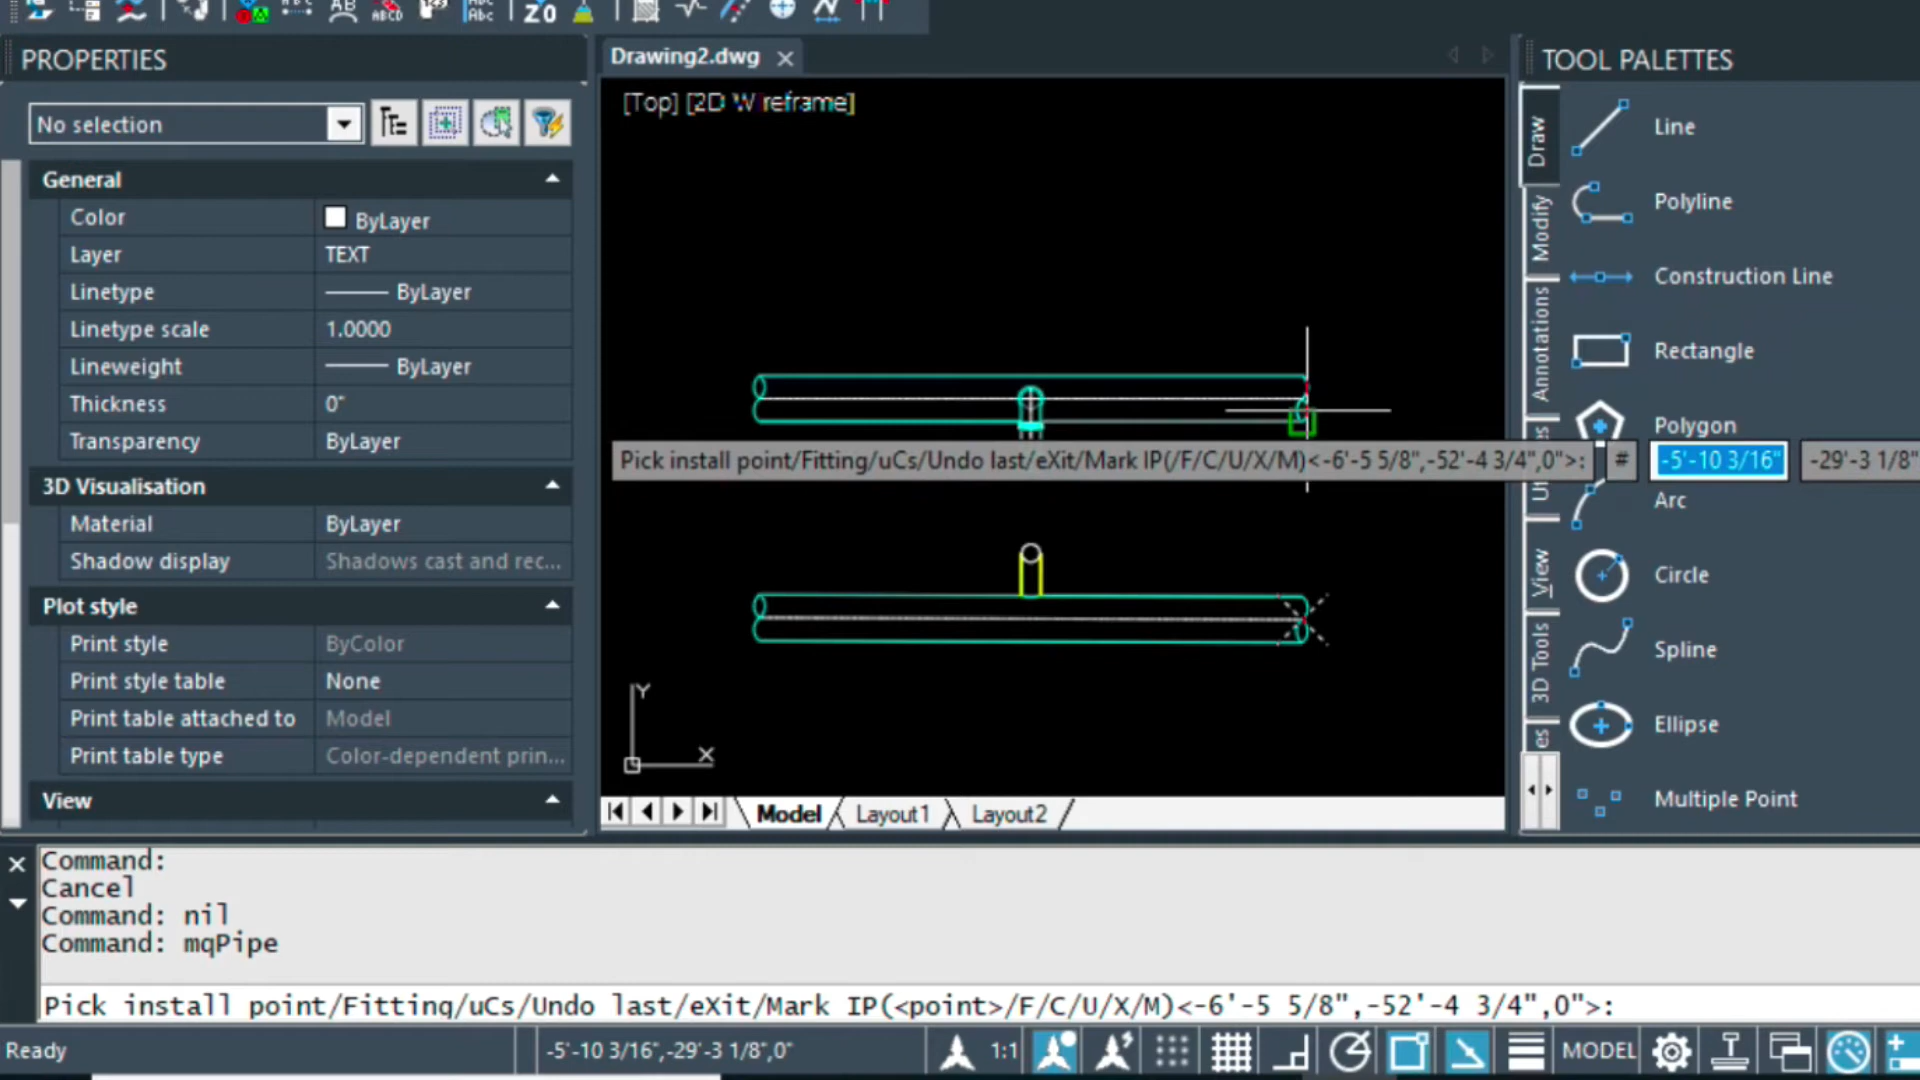 AB
ABCD
Abc
Abc
PROPERTIES
Drawing2.dwg
TOOL PALETTES
[Top] [2D Wireframe]
No selection
General
Color ByLayer
Layer TEXT
Linetype ByLayer
Linetype scale 1.0000
Lineweight ByLayer
Thickness 0"
Transparency ByLayer
3D Visualisation
Material ByLayer
Shadow display Shadows cast and rec...
Plot style
Print style ByColor
Print style table None
Print table attached to Model
Print table type Color-dependent prin...
View
Pick install point/Fitting/uCs/Undo last/eXit/Mark IP(/F/C/U/X/M)<-6'-5 5/8",-52'-4 3/4",0">: # -5'-10 3/16" -29'-3 1/8"
Y
X
Model
Layout1
Layout2
Draw
Modify
Annotations
View
3D Tools
es
Line
Polyline
Construction Line
Rectangle
Polygon
Arc
Circle
Spline
Ellipse
Multiple Point
Command:
Cancel
Command: nil
Command: mqPipe
Pick install point/Fitting/uCs/Undo last/eXit/Mark IP(<point>/F/C/U/X/M)<-6'-5 5/8",-52'-4 3/4",0">:
Ready
-5'-10 3/16",-29'-3 1/8",0"
1:1
MODEL